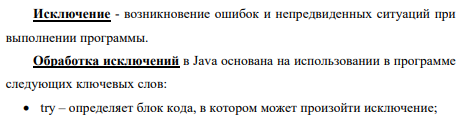 Исключение - возникновение ошибок и непредвиденных ситуаций при
выполнении программы.
Обработка исключений в Java основана на использовании в программе
следующих ключевых слов:
• try – определяет блок кода, в котором может произойти исключение;